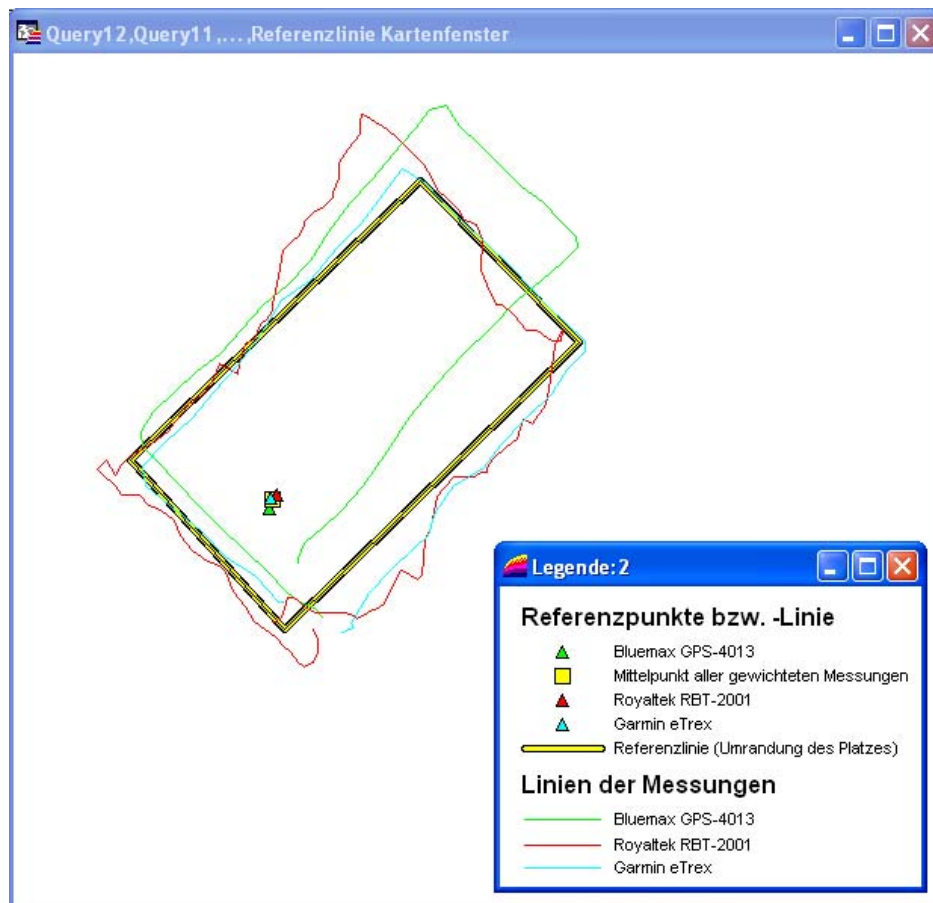 Query12,Query11,...,Referenzlinie Kartenfenster
Legende:2
Referenzpunkte bzw. -Linie
Bluemax GPS-4013
Mittelpunkt aller gewichteten Messungen
Royaltek RBT-2001
Garmin eTrex
Referenzlinie (Umrandung des Platzes)
Linien der Messungen
Bluemax GPS-4013
Royaltek RBT-2001
Garmin eTrex